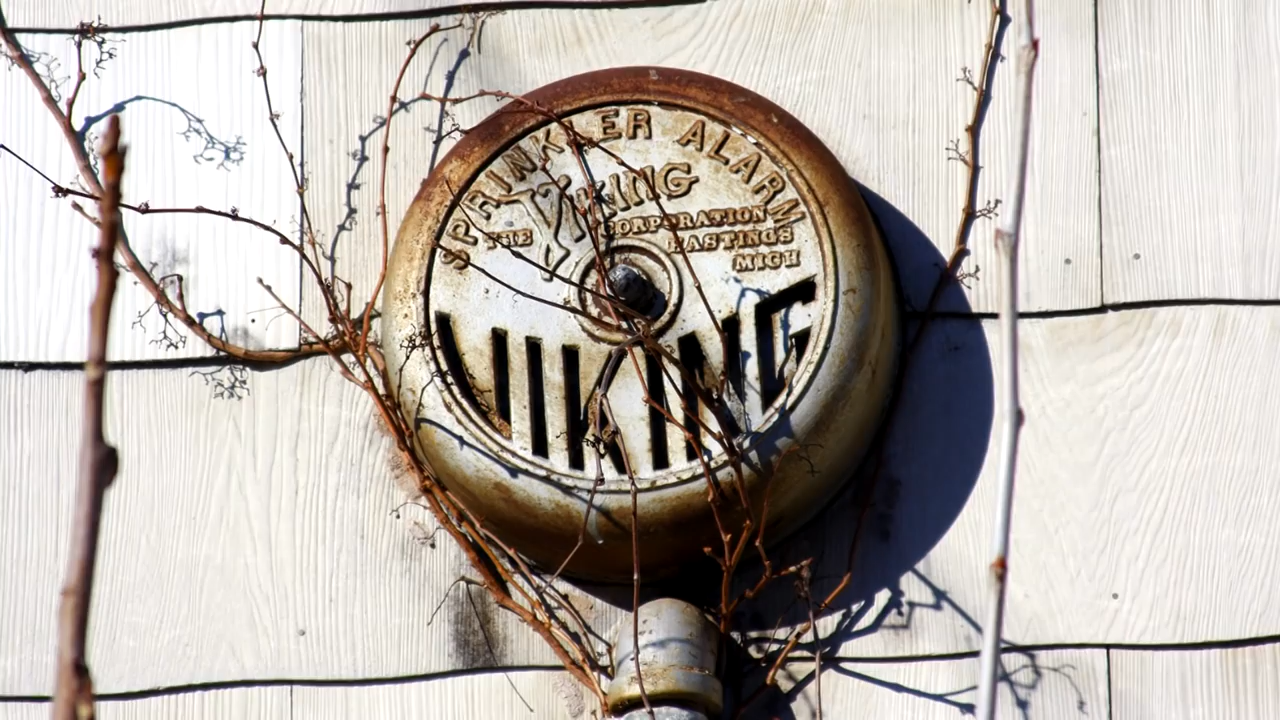 SPRINKLER ALARM
VIKING
THE CORPORATION
HASTINGS
MICH
VIKING